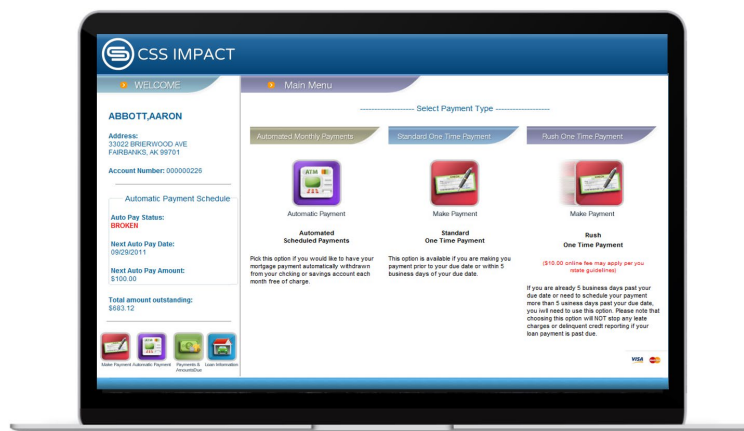 CSS IMPACT
WELCOME
ABBOTT,AARON
Address:
33022 BRIERWOOD AVE
FAIRBANKS, AK 99701
Account Number: 000000226
Automatic Payment Schedule
Auto Pay Status:
BROKEN
Next Auto Pay Date:
09/29/2011
Next Auto Pay Amount:
$100.00
Total amount outstanding:
$683.12
Make Payment Automatic Payment Payments & AmountsDue Loan Information
Main Menu
Select Payment Type
Automated Monthly Payments
ATM
Automatic Payment
Automated
Scheduled Payments
Pick this option if you would like to have your
mortgage payment automatically withdrawn
from your chcking or savings account each
month free of charge.
Standard One Time Payment
Make Payment
Standard
One Time Payment
This option is available if you are making you
payment prior to your due date or within 5
business days of your due date.
Rush One Time Payment
Make Payment
Rush
One Time Payment
($10.00 online fee may apply per you
rstate guidelines)
If you are already 5 business days past your
due date or need to schedule your payment
more than 5 usiness days past your due date,
you iwll need to use this option. Please note that
choosing this option will NOT stop any leate
charges or delinquent credt reporting if your
loan payment is past due.
VISA